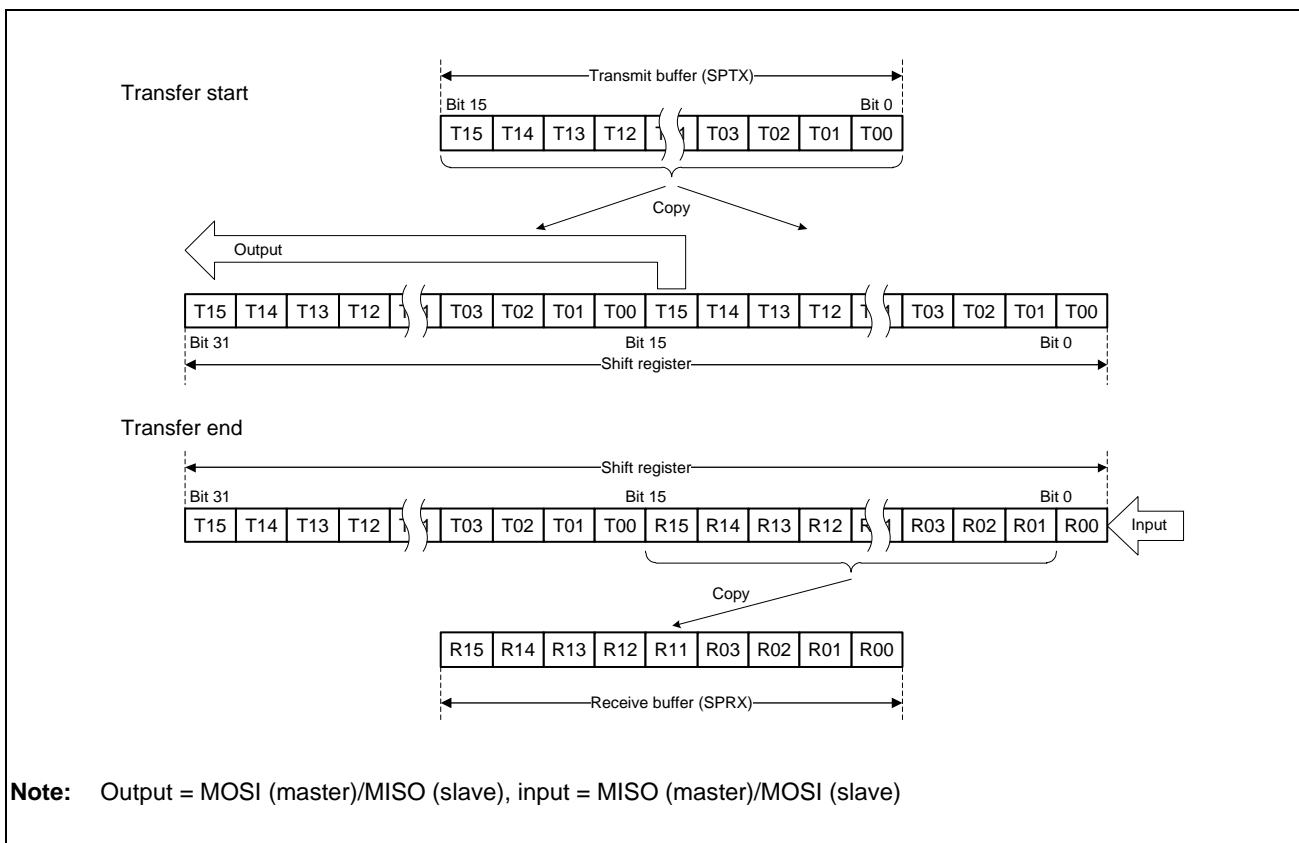 Transmit buffer (SPTX)
Transfer start
Bit 15 Bit 0
T15 T14 T13 T12 T03 T02 T01 T00
Copy
Output
T15 T14 T13 T12 T03 T02 T01 T00 T15 T14 T13 T12 T03 T02 T01 T00
Bit 31 Bit 15 Bit 0
Shift register
Transfer end
Shift register
Bit 31 Bit 15 Bit 0
T15 T14 T13 T12 T03 T02 T01 T00 R15 R14 R13 R12 R03 R02 R01 R00 Input
Copy
R15 R14 R13 R12 R11 R03 R02 R01 R00
Receive buffer (SPRX)
Note: Output = MOSI (master)/MISO (slave), input = MISO (master)/MOSI (slave)